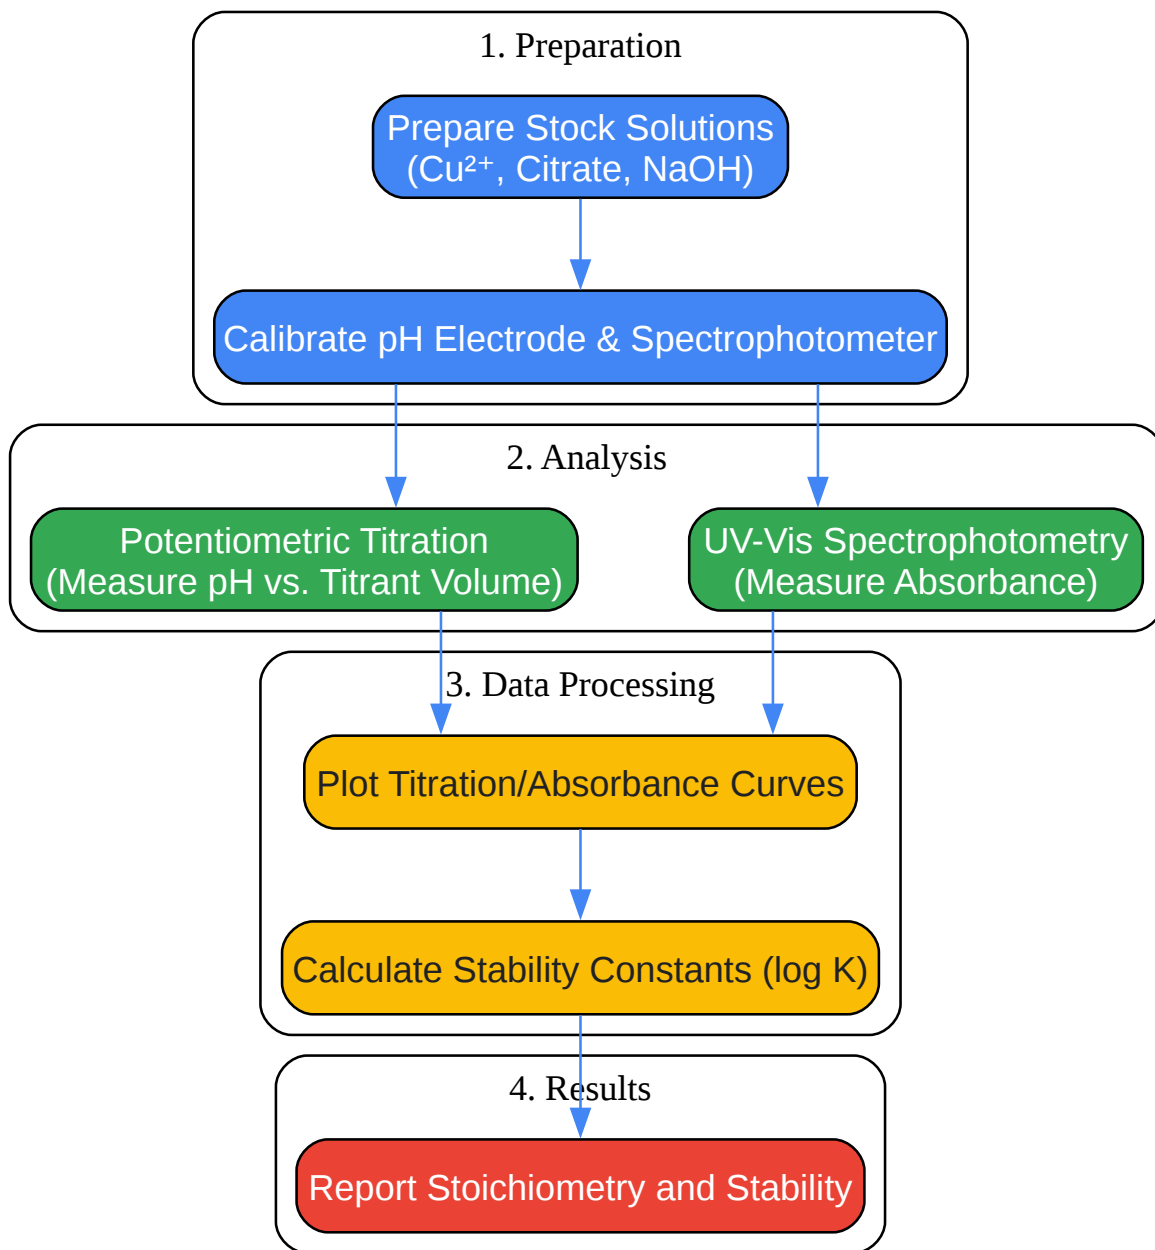 1. Preparation
Prepare Stock Solutions
(Cu²⁺, Citrate, NaOH)
Calibrate pH Electrode & Spectrophotometer
2. Analysis
Potentiometric Titration
(Measure pH vs. Titrant Volume)
UV-Vis Spectrophotometry
(Measure Absorbance)
3. Data Processing
Plot Titration/Absorbance Curves
Calculate Stability Constants (log K)
4. Results
Report Stoichiometry and Stability